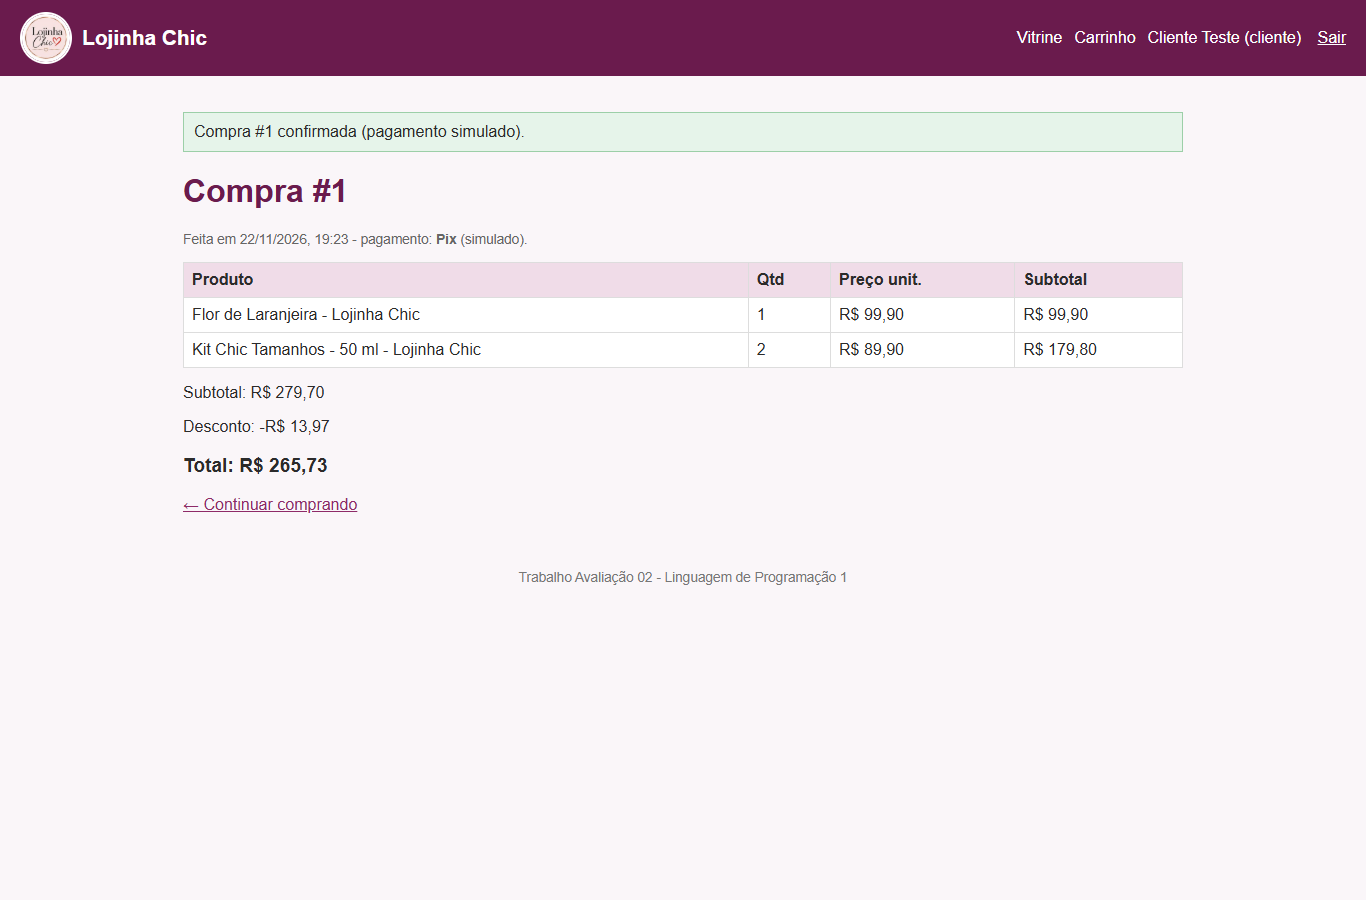 Lojinha
Chic
Lojinha Chic
Vitrine Carrinho Cliente Teste (cliente) Sair
Compra #1 confirmada (pagamento simulado).
Compra #1
Feita em 22/11/2026, 19:23 - pagamento: Pix (simulado).
Produto Qtd Preço unit. Subtotal
Flor de Laranjeira - Lojinha Chic 1 R$ 99,90 R$ 99,90
Kit Chic Tamanhos - 50 ml - Lojinha Chic 2 R$ 89,90 R$ 179,80
Subtotal: R$ 279,70
Desconto: -R$ 13,97
Total: R$ 265,73
← Continuar comprando
Trabalho Avaliação 02 - Linguagem de Programação 1